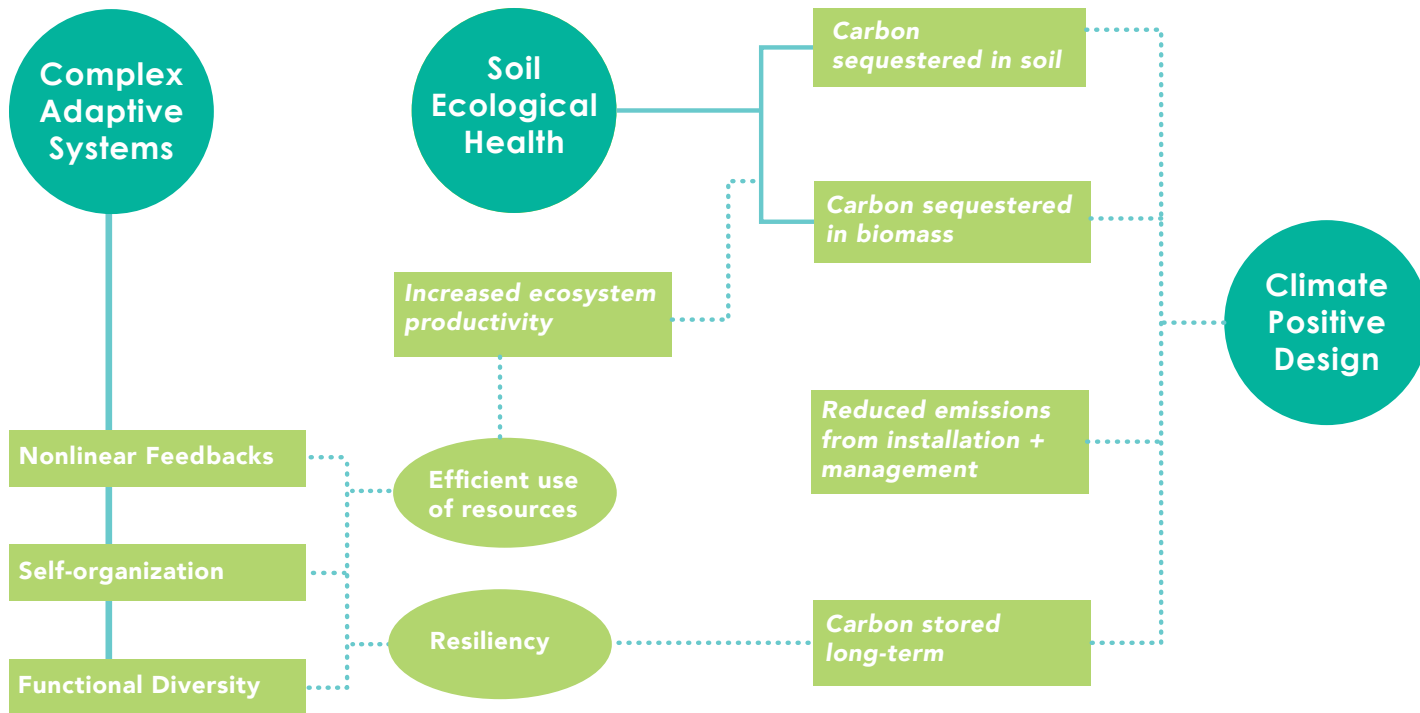 Complex
Adaptive
Systems
Soil
Ecological
Health
Carbon
sequestered in soil
Carbon sequestered
in biomass
Increased ecosystem
productivity
Climate
Positive
Design
Reduced emissions
from installation +
management
Nonlinear Feedbacks
Efficient use
of resources
Self-organization
Resiliency
Carbon stored
long-term
Functional Diversity